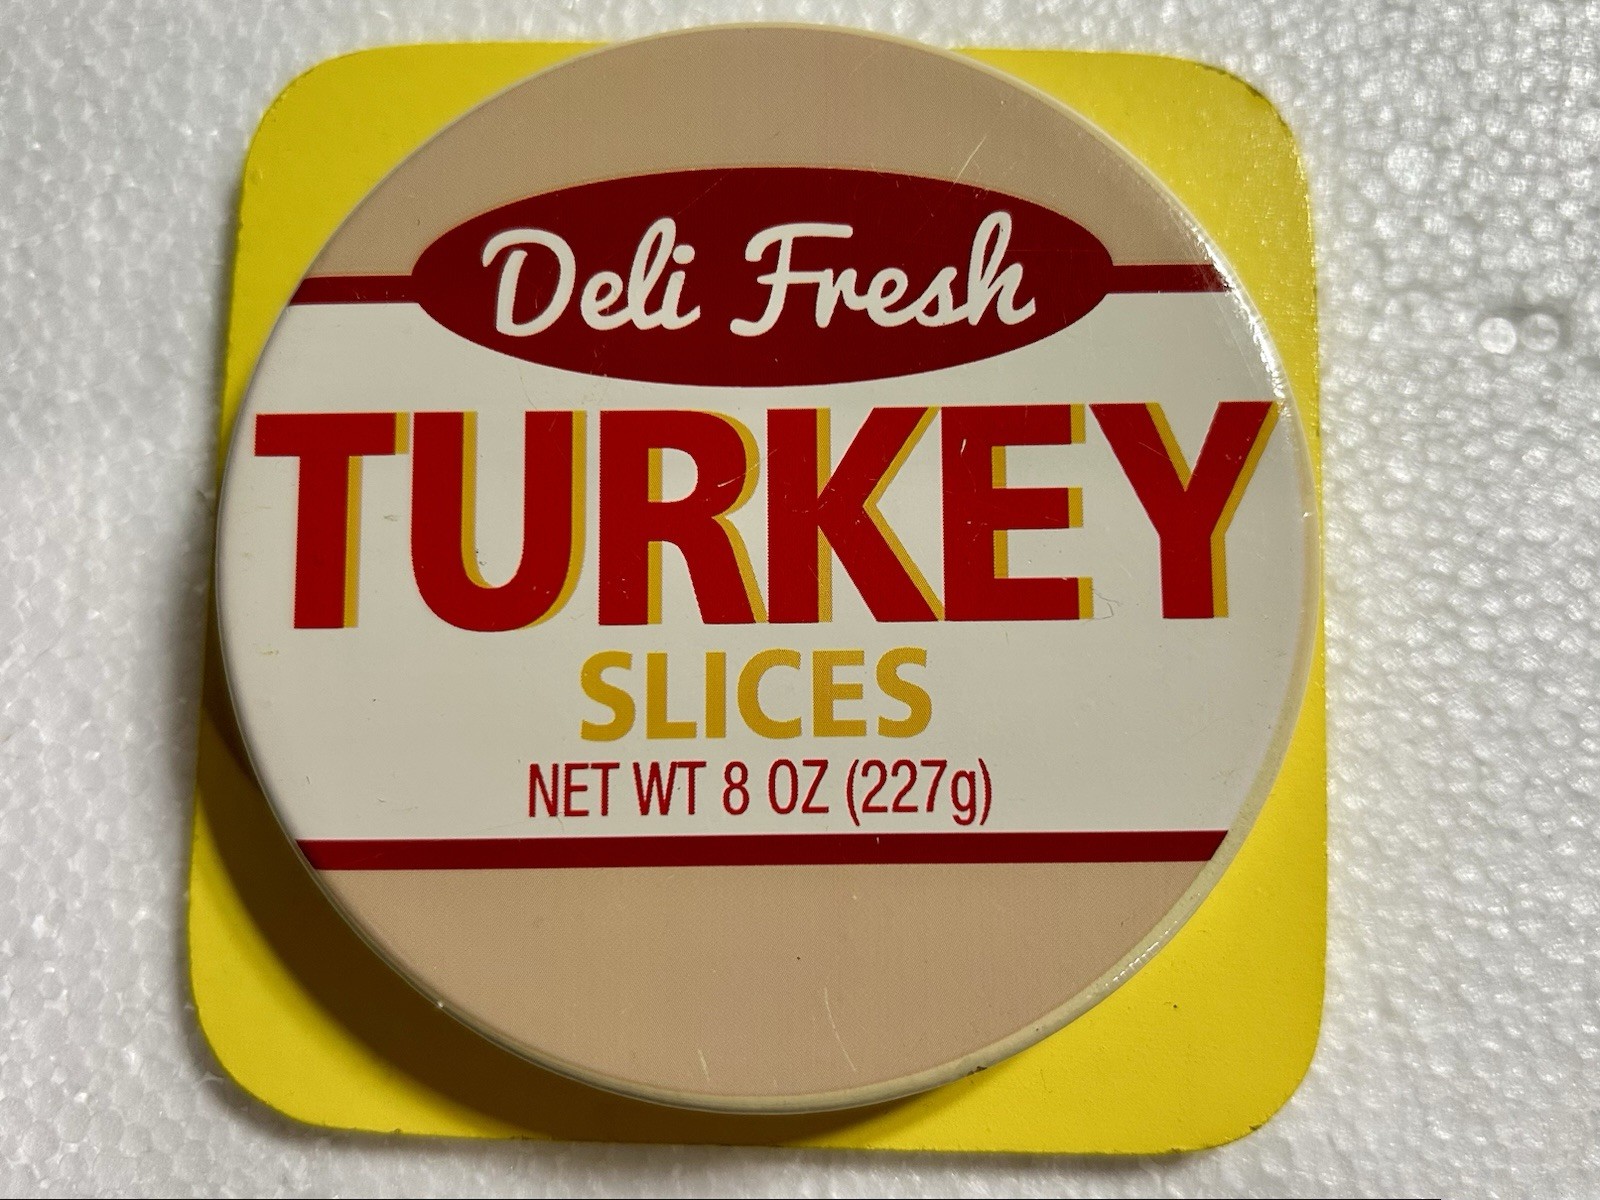 Deli Fresh
TURKEY
SLICES
NET WT 8 OZ (227g)